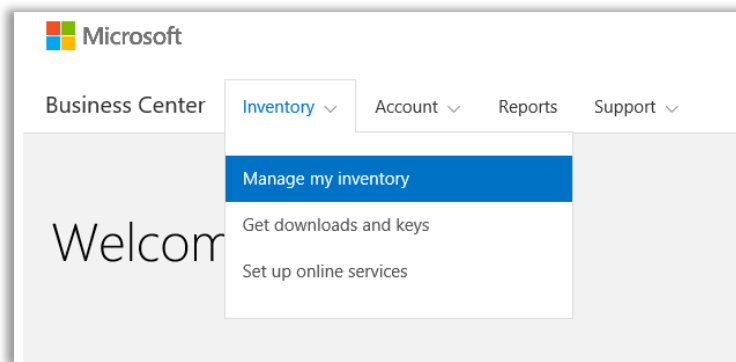 Microsoft
Business Center Inventory Account Reports Support
Manage my inventory
Get downloads and keys
Set up online services
Welcom